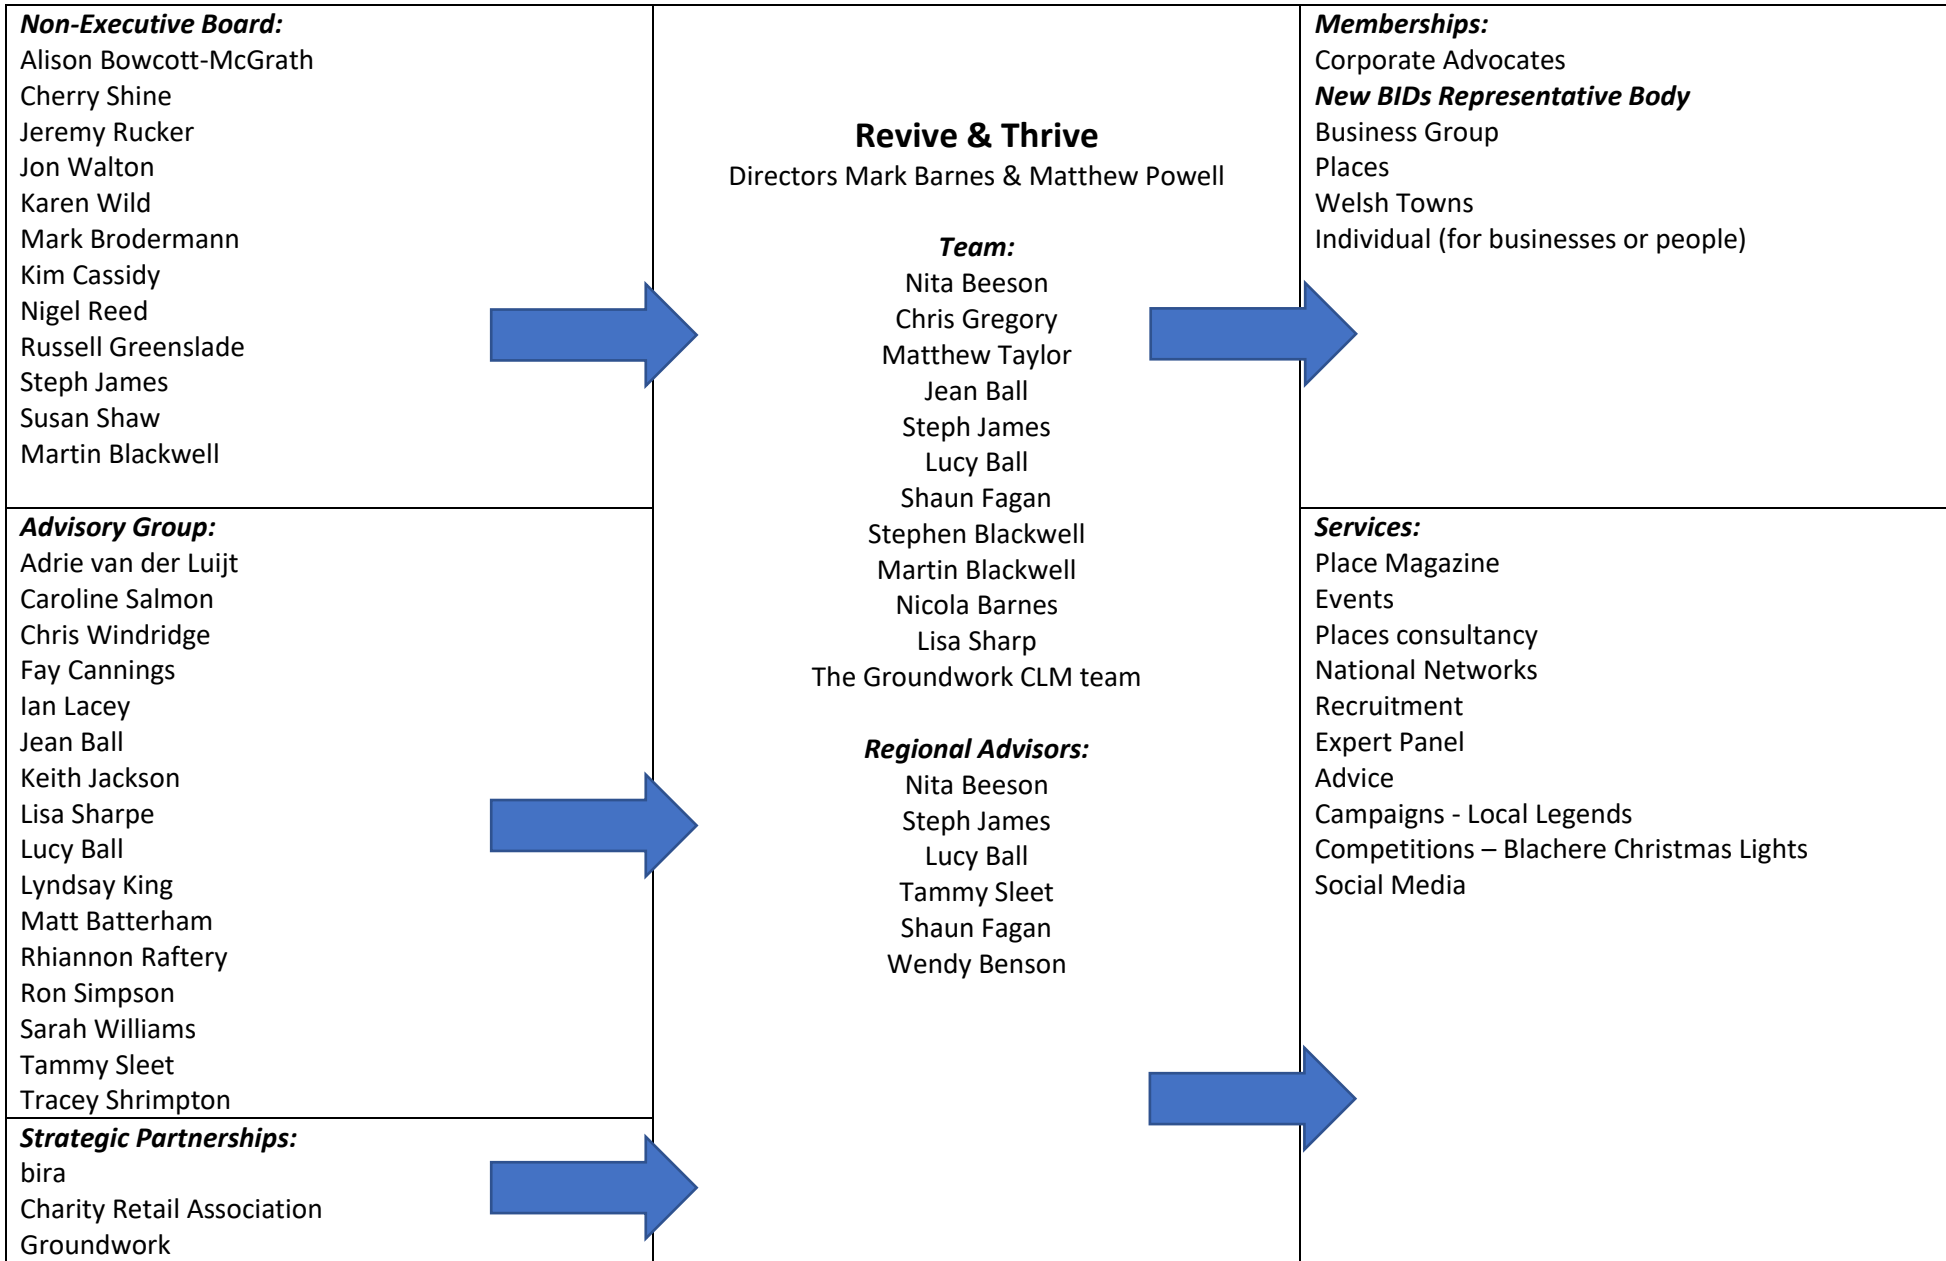 Non-Executive Board:
Alison Bowcott-McGrath
Cherry Shine
Jeremy Rucker
Jon Walton
Karen Wild
Mark Brodermann
Kim Cassidy
Nigel Reed
Russell Greenslade
Steph James
Susan Shaw
Martin Blackwell
Advisory Group:
Adrie van der Luijt
Caroline Salmon
Chris Windridge
Fay Cannings
Ian Lacey
Jean Ball
Keith Jackson
Lisa Sharpe
Lucy Ball
Lyndsay King
Matt Batterham
Rhiannon Raftery
Ron Simpson
Sarah Williams
Tammy Sleet
Tracey Shrimpton
Strategic Partnerships:
bira
Charity Retail Association
Groundwork
Revive & Thrive
Directors Mark Barnes & Matthew Powell
Team:
Nita Beeson
Chris Gregory
Matthew Taylor
Jean Ball
Steph James
Lucy Ball
Shaun Fagan
Stephen Blackwell
Martin Blackwell
Nicola Barnes
Lisa Sharp
The Groundwork CLM team
Regional Advisors:
Nita Beeson
Steph James
Lucy Ball
Tammy Sleet
Shaun Fagan
Wendy Benson
Memberships:
Corporate Advocates
New BIDs Representative Body
Business Group
Places
Welsh Towns
Individual (for businesses or people)
Services:
Place Magazine
Events
Places consultancy
National Networks
Recruitment
Expert Panel
Advice
Campaigns - Local Legends
Competitions – Blachere Christmas Lights
Social Media